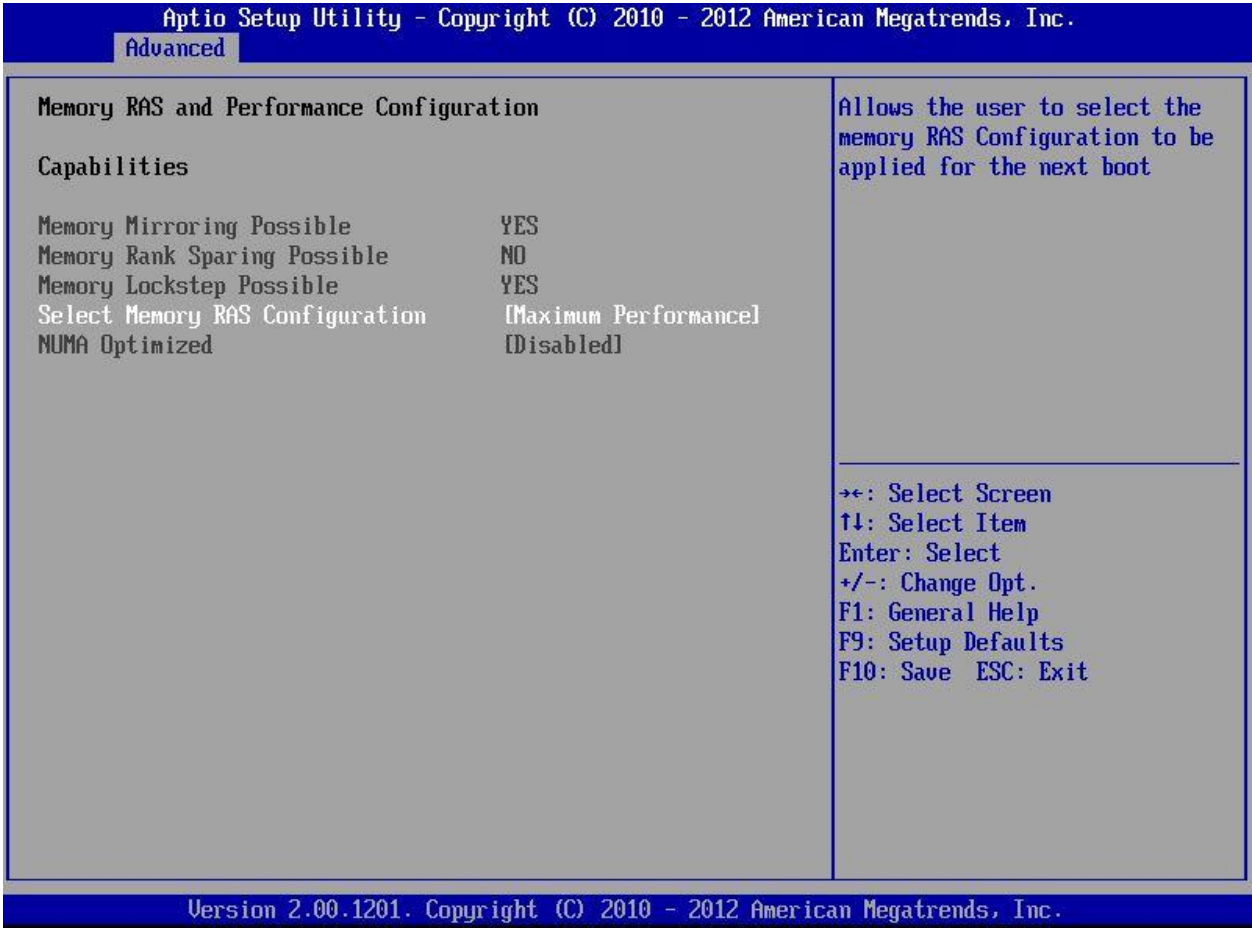 Aptio Setup Utility - Copyright (C) 2010 - 2012 American Megatrends, Inc.
Advanced
Memory RAS and Performance Configuration
Capabilities
Memory Mirroring Possible YES
Memory Rank Sparing Possible NO
Memory Lockstep Possible YES
Select Memory RAS Configuration [Maximum Performance]
NUMA Optimized [Disabled]
Allows the user to select the
memory RAS Configuration to be
applied for the next boot
→←: Select Screen
↑↓: Select Item
Enter: Select
+/-: Change Opt.
F1: General Help
F9: Setup Defaults
F10: Save ESC: Exit
Version 2.00.1201. Copyright (C) 2010 - 2012 American Megatrends, Inc.